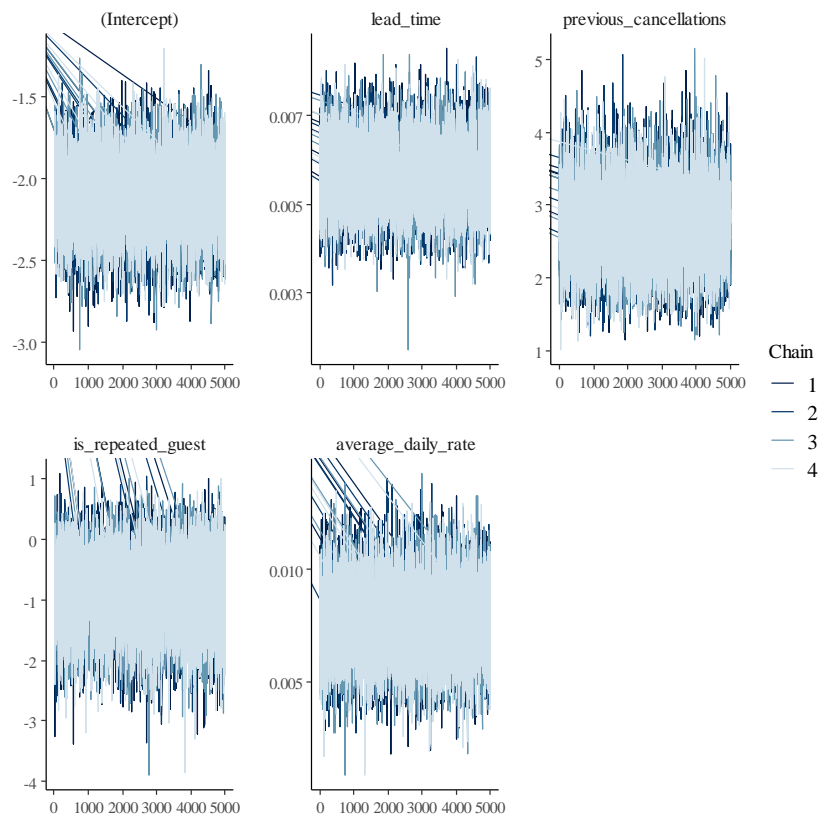 (Intercept)
lead_time
previous_cancellations
-1.5
-2.0
-2.5
-3.0
0 1000 2000 3000 4000 5000
0.007
0.005
0.003
0 1000 2000 3000 4000 5000
5
4
3
2
1
0 1000 2000 3000 4000 5000
Chain
1
2
3
4
is_repeated_guest
average_daily_rate
1
0
-1
-2
-3
-4
0 1000 2000 3000 4000 5000
0.010
0.005
0 1000 2000 3000 4000 5000